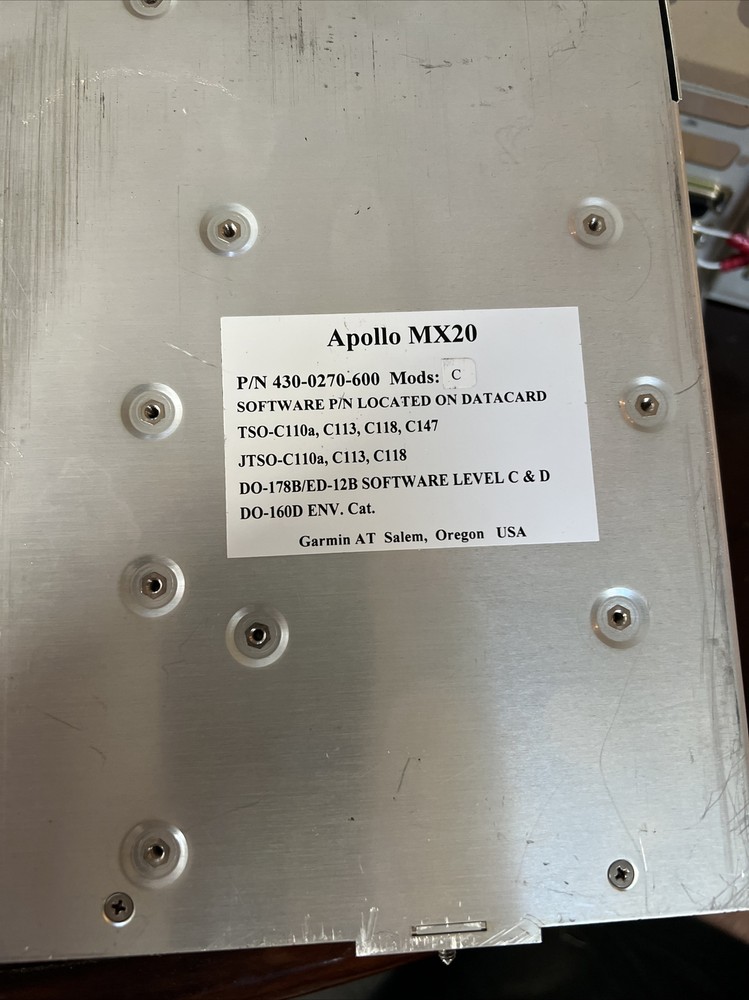 Apollo MX20
P/N 430-0270-600 Mods: C
SOFTWARE P/N LOCATED ON DATACARD
TSO-C110a, C113, C118, C147
JTSO-C110a, C113, C118
DO-178B/ED-12B SOFTWARE LEVEL C & D
DO-160D ENV. Cat.
Garmin AT Salem, Oregon USA